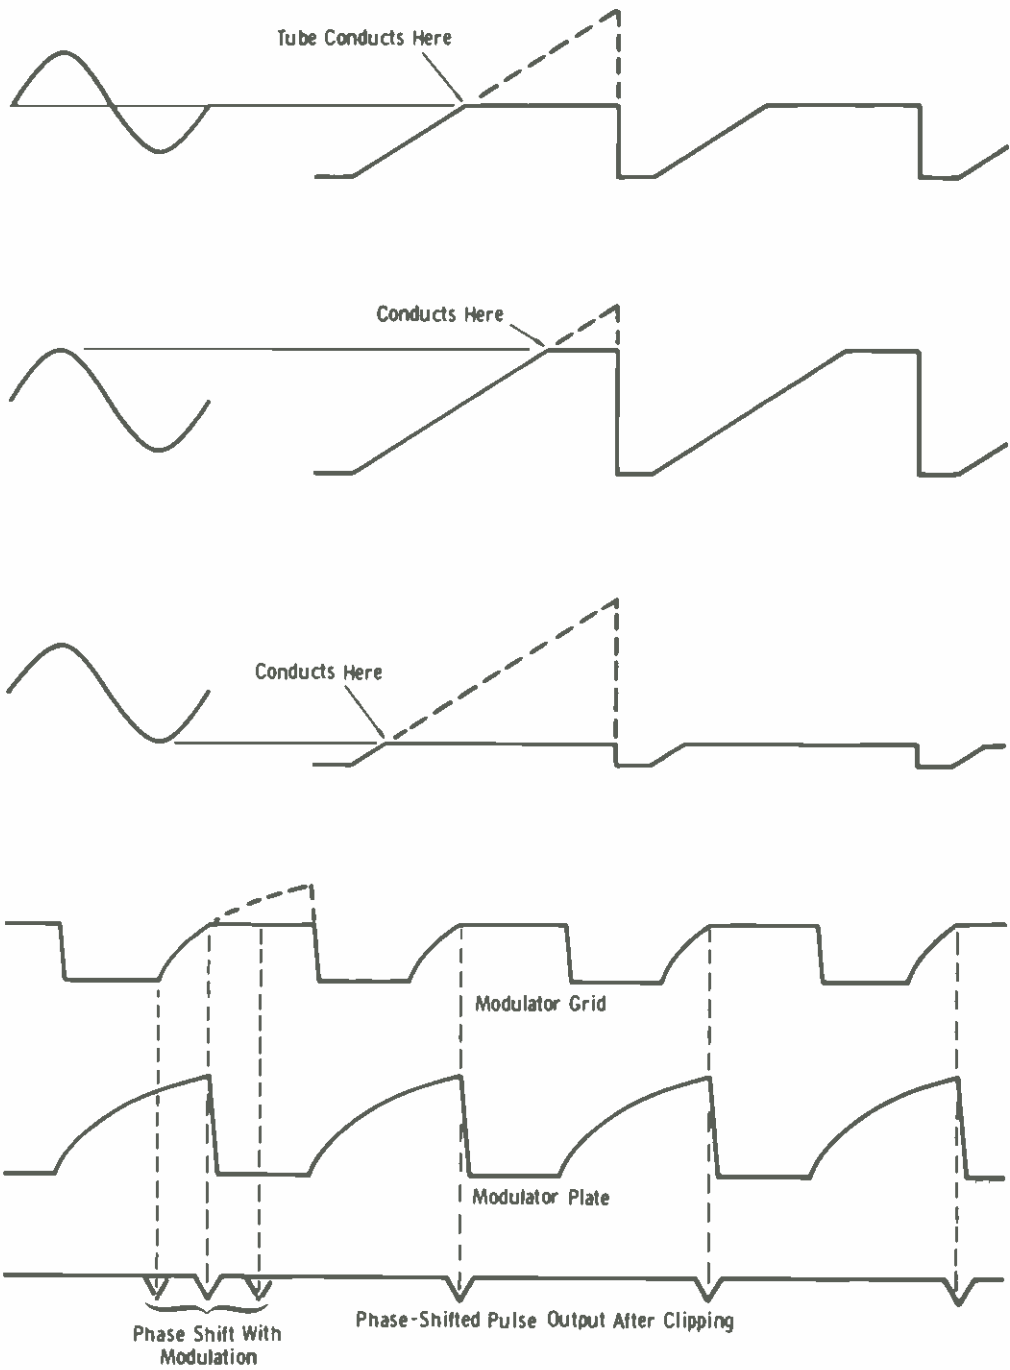 Tube Conducts Here
Conducts Here
Conducts Here
Modulator Grid
Modulator Plate
Phase Shift With
Modulation
Phase-Shifted Pulse Output After Clipping